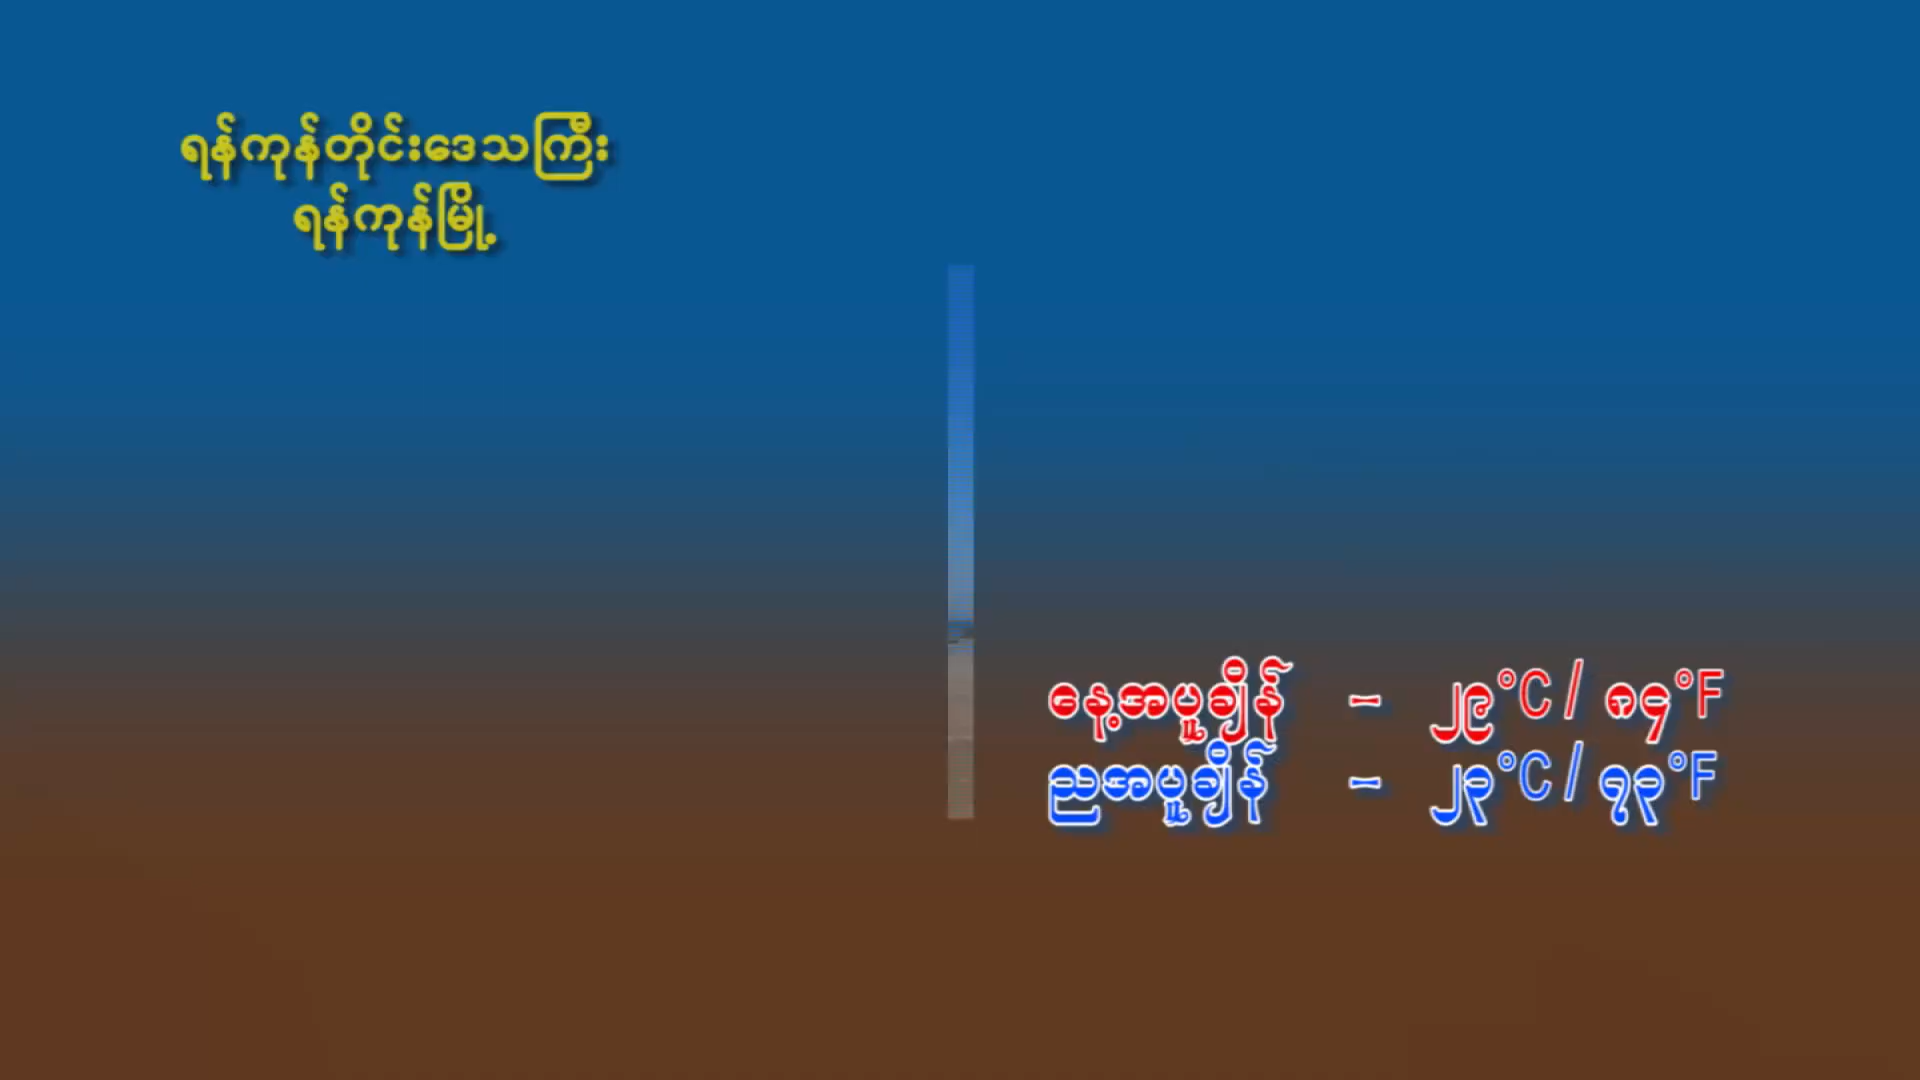 ရန်ကုန်တိုင်းဒေသကြီး
ရန်ကုန်မြို့
နေ့အပူချိန် - ၂၉°C / ၈၄°F
ညအပူချိန် - ၂၃°C / ၇၃°F